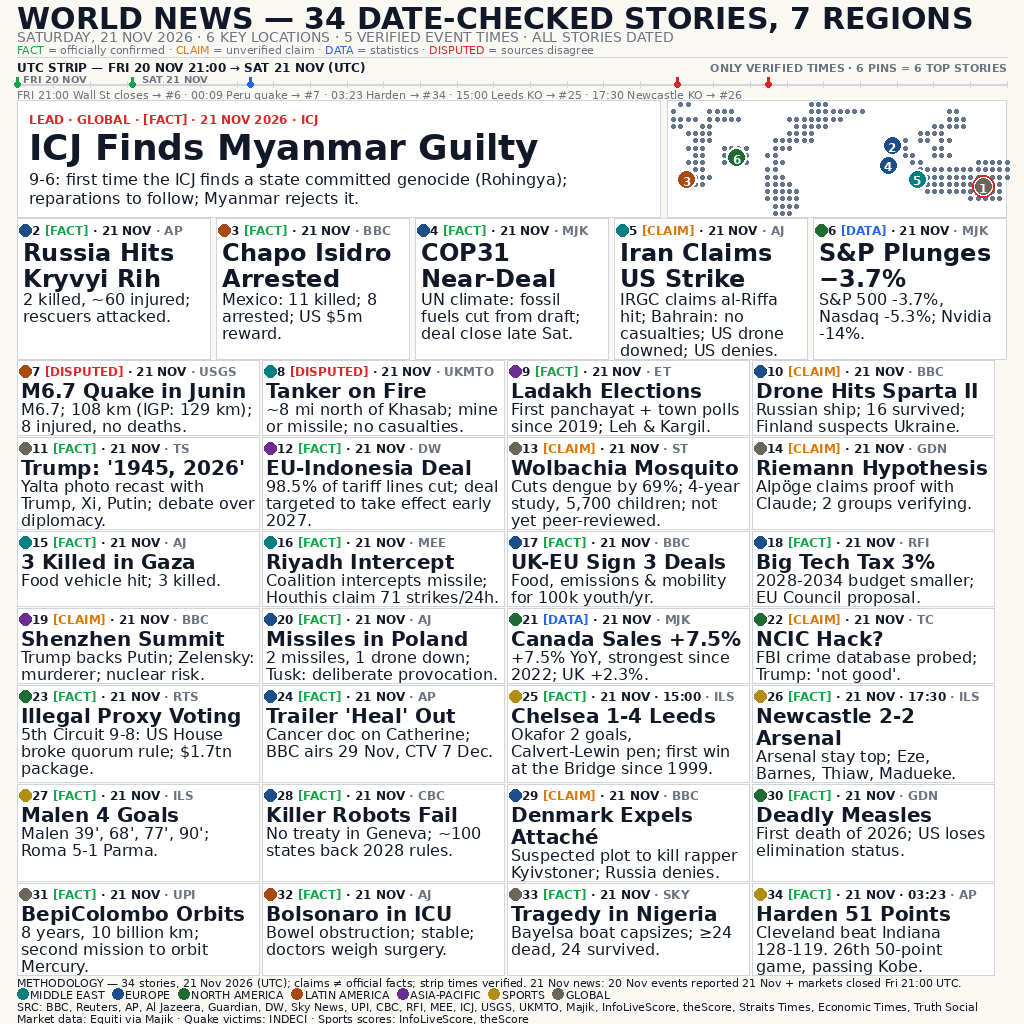 WORLD NEWS — 34 DATE-CHECKED STORIES, 7 REGIONS
SATURDAY, 21 NOV 2026 · 6 KEY LOCATIONS · 5 VERIFIED EVENT TIMES · ALL STORIES DATED
FACT = officially confirmed · CLAIM = unverified claim · DATA = statistics · DISPUTED = sources disagree
UTC STRIP — FRI 20 NOV 21:00 → SAT 21 NOV (UTC)
ONLY VERIFIED TIMES · 6 PINS = 6 TOP STORIES
FRI 20 NOV
SAT 21 NOV
FRI 21:00 Wall St closes → #6 · 00:09 Peru quake → #7 · 03:23 Harden → #34 · 15:00 Leeds KO → #25 · 17:30 Newcastle KO → #26
LEAD · GLOBAL · [FACT] · 21 NOV 2026 · ICJ
ICJ Finds Myanmar Guilty
9-6: first time the ICJ finds a state committed genocide (Rohingya);
reparations to follow; Myanmar rejects it.
3
6
2
4
5
1
2 [FACT] · 21 NOV · AP
Russia Hits
Kryvyi Rih
2 killed, ~60 injured;
rescuers attacked.
3 [FACT] · 21 NOV · BBC
Chapo Isidro
Arrested
Mexico: 11 killed; 8
arrested; US $5m
reward.
4 [FACT] · 21 NOV · MJK
COP31
Near-Deal
UN climate: fossil
fuels cut from draft;
deal close late Sat.
5 [CLAIM] · 21 NOV · AJ
Iran Claims
US Strike
IRGC claims al-Riffa
hit; Bahrain: no
casualties; US drone
downed; US denies.
6 [DATA] · 21 NOV · MJK
S&P Plunges
−3.7%
S&P 500 -3.7%,
Nasdaq -5.3%; Nvidia
-14%.
7 [DISPUTED] · 21 NOV · USGS
M6.7 Quake in Junin
M6.7; 108 km (IGP: 129 km);
8 injured, no deaths.
8 [DISPUTED] · 21 NOV · UKMTO
Tanker on Fire
~8 mi north of Khasab; mine
or missile; no casualties.
9 [FACT] · 21 NOV · ET
Ladakh Elections
First panchayat + town polls
since 2019; Leh & Kargil.
10 [CLAIM] · 21 NOV · BBC
Drone Hits Sparta II
Russian ship; 16 survived;
Finland suspects Ukraine.
11 [FACT] · 21 NOV · TS
Trump: '1945, 2026'
Yalta photo recast with
Trump, Xi, Putin; debate over
diplomacy.
12 [FACT] · 21 NOV · DW
EU-Indonesia Deal
98.5% of tariff lines cut; deal
targeted to take effect early
2027.
13 [CLAIM] · 21 NOV · ST
Wolbachia Mosquito
Cuts dengue by 69%; 4-year
study, 5,700 children; not
yet peer-reviewed.
14 [CLAIM] · 21 NOV · GDN
Riemann Hypothesis
Alpöge claims proof with
Claude; 2 groups verifying.
15 [FACT] · 21 NOV · AJ
3 Killed in Gaza
Food vehicle hit; 3 killed.
16 [FACT] · 21 NOV · MEE
Riyadh Intercept
Coalition intercepts missile;
Houthis claim 71 strikes/24h.
17 [FACT] · 21 NOV · BBC
UK-EU Sign 3 Deals
Food, emissions & mobility
for 100k youth/yr.
18 [FACT] · 21 NOV · RFI
Big Tech Tax 3%
2028-2034 budget smaller;
EU Council proposal.
19 [CLAIM] · 21 NOV · BBC
Shenzhen Summit
Trump backs Putin; Zelensky:
murderer; nuclear risk.
20 [FACT] · 21 NOV · AJ
Missiles in Poland
2 missiles, 1 drone down;
Tusk: deliberate provocation.
21 [DATA] · 21 NOV · MJK
Canada Sales +7.5%
+7.5% YoY, strongest since
2022; UK +2.3%.
22 [CLAIM] · 21 NOV · TC
NCIC Hack?
FBI crime database probed;
Trump: 'not good'.
23 [FACT] · 21 NOV · RTS
Illegal Proxy Voting
5th Circuit 9-8: US House
broke quorum rule; $1.7tn
package.
24 [FACT] · 21 NOV · AP
Trailer 'Heal' Out
Cancer doc on Catherine;
BBC airs 29 Nov, CTV 7 Dec.
25 [FACT] · 21 NOV · 15:00 · ILS
Chelsea 1-4 Leeds
Okafor 2 goals,
Calvert-Lewin pen; first win
at the Bridge since 1999.
26 [FACT] · 21 NOV · 17:30 · ILS
Newcastle 2-2
Arsenal
Arsenal stay top; Eze,
Barnes, Thiaw, Madueke.
27 [FACT] · 21 NOV · ILS
Malen 4 Goals
Malen 39', 68', 77', 90';
Roma 5-1 Parma.
28 [FACT] · 21 NOV · CBC
Killer Robots Fail
No treaty in Geneva; ~100
states back 2028 rules.
29 [CLAIM] · 21 NOV · BBC
Denmark Expels
Attaché
Suspected plot to kill rapper
Kyivstoner; Russia denies.
30 [FACT] · 21 NOV · GDN
Deadly Measles
First death of 2026; US loses
elimination status.
31 [FACT] · 21 NOV · UPI
BepiColombo Orbits
8 years, 10 billion km;
second mission to orbit
Mercury.
32 [FACT] · 21 NOV · AJ
Bolsonaro in ICU
Bowel obstruction; stable;
doctors weigh surgery.
33 [FACT] · 21 NOV · SKY
Tragedy in Nigeria
Bayelsa boat capsizes; ≥24
dead, 24 survived.
34 [FACT] · 21 NOV · 03:23 · AP
Harden 51 Points
Cleveland beat Indiana
128-119. 26th 50-point
game, passing Kobe.
METHODOLOGY — 34 stories, 21 Nov 2026 (UTC); claims ≠ official facts; strip times verified. 21 Nov news: 20 Nov events reported 21 Nov + markets closed Fri 21:00 UTC.
MIDDLE EAST EUROPE NORTH AMERICA LATIN AMERICA ASIA-PACIFIC SPORTS GLOBAL
SRC: BBC, Reuters, AP, Al Jazeera, Guardian, DW, Sky News, UPI, CBC, RFI, MEE, ICJ, USGS, UKMTO, Majik, InfoLiveScore, theScore, Straits Times, Economic Times, Truth Social
Market data: Equiti via Majik · Quake victims: INDECI · Sports scores: InfoLiveScore, theScore